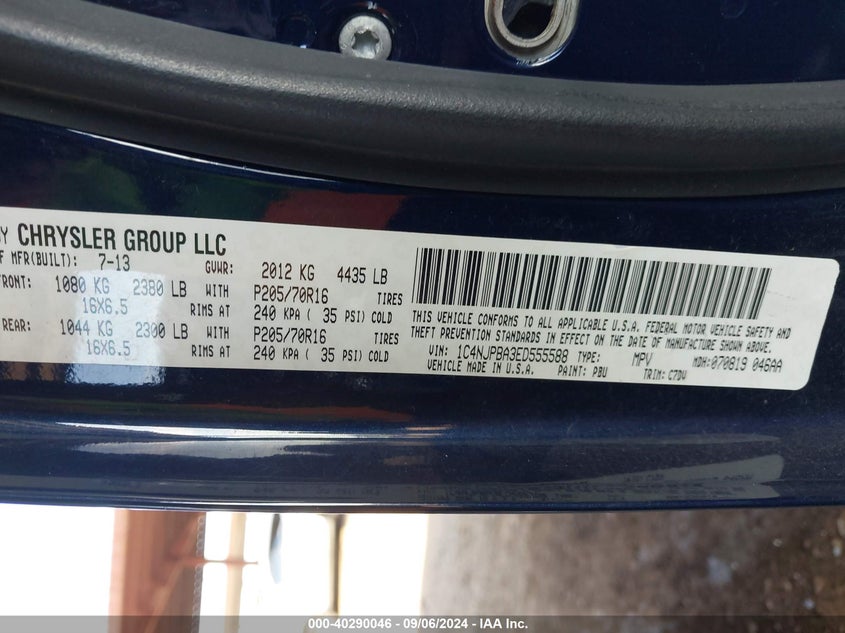 BY CHRYSLER GROUP LLC
OF MFR(BUILT): 7-13 GVWR: 2012 KG 4435 LB
FRONT: 1080 KG 2380 LB WITH P205/70R16 TIRES
16X6.5 RIMS AT 240 KPA ( 35 PSI) COLD
REAR: 1044 KG 2300 LB WITH P205/70R16 TIRES
16X6.5 RIMS AT 240 KPA ( 35 PSI) COLD
THIS VEHICLE CONFORMS TO ALL APPLICABLE U.S.A. FEDERAL MOTOR VEHICLE SAFETY AND
THEFT PREVENTION STANDARDS IN EFFECT ON THE DATE OF MANUFACTURE SHOWN ABOVE.
VIN: 1C4NJPBA3ED555588 TYPE: MPV MDH:070819 046AA
VEHICLE MADE IN U.S.A. PAINT: PBU TRIM: C7DV
000-40290046 - 09/06/2024 - IAA Inc.